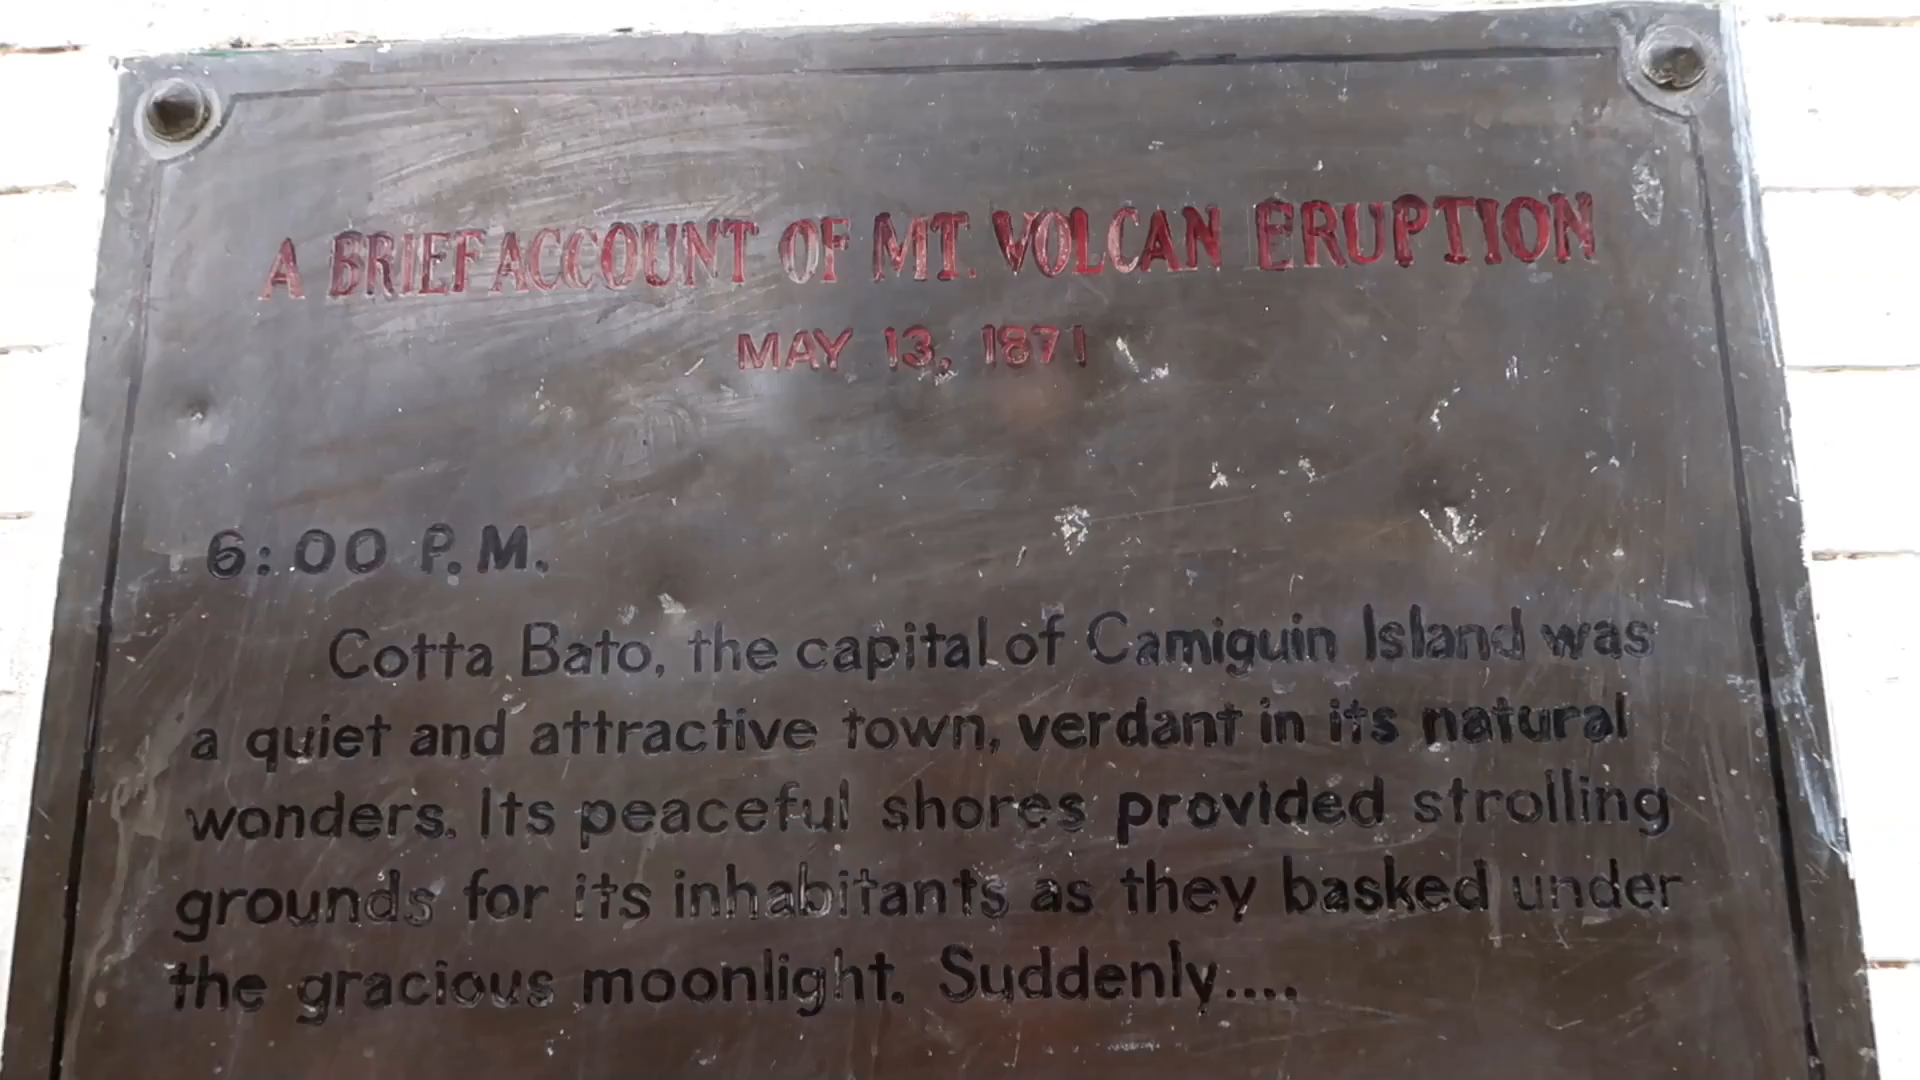 A BRIEF ACCOUNT OF MT. VOLCAN ERUPTION
MAY 13, 1871
6:00 P.M.
Cotta Bato, the capital of Camiguin Island was
a quiet and attractive town, verdant in its natural
wonders. Its peaceful shores provided strolling
grounds for its inhabitants as they basked under
the gracious moonlight. Suddenly....